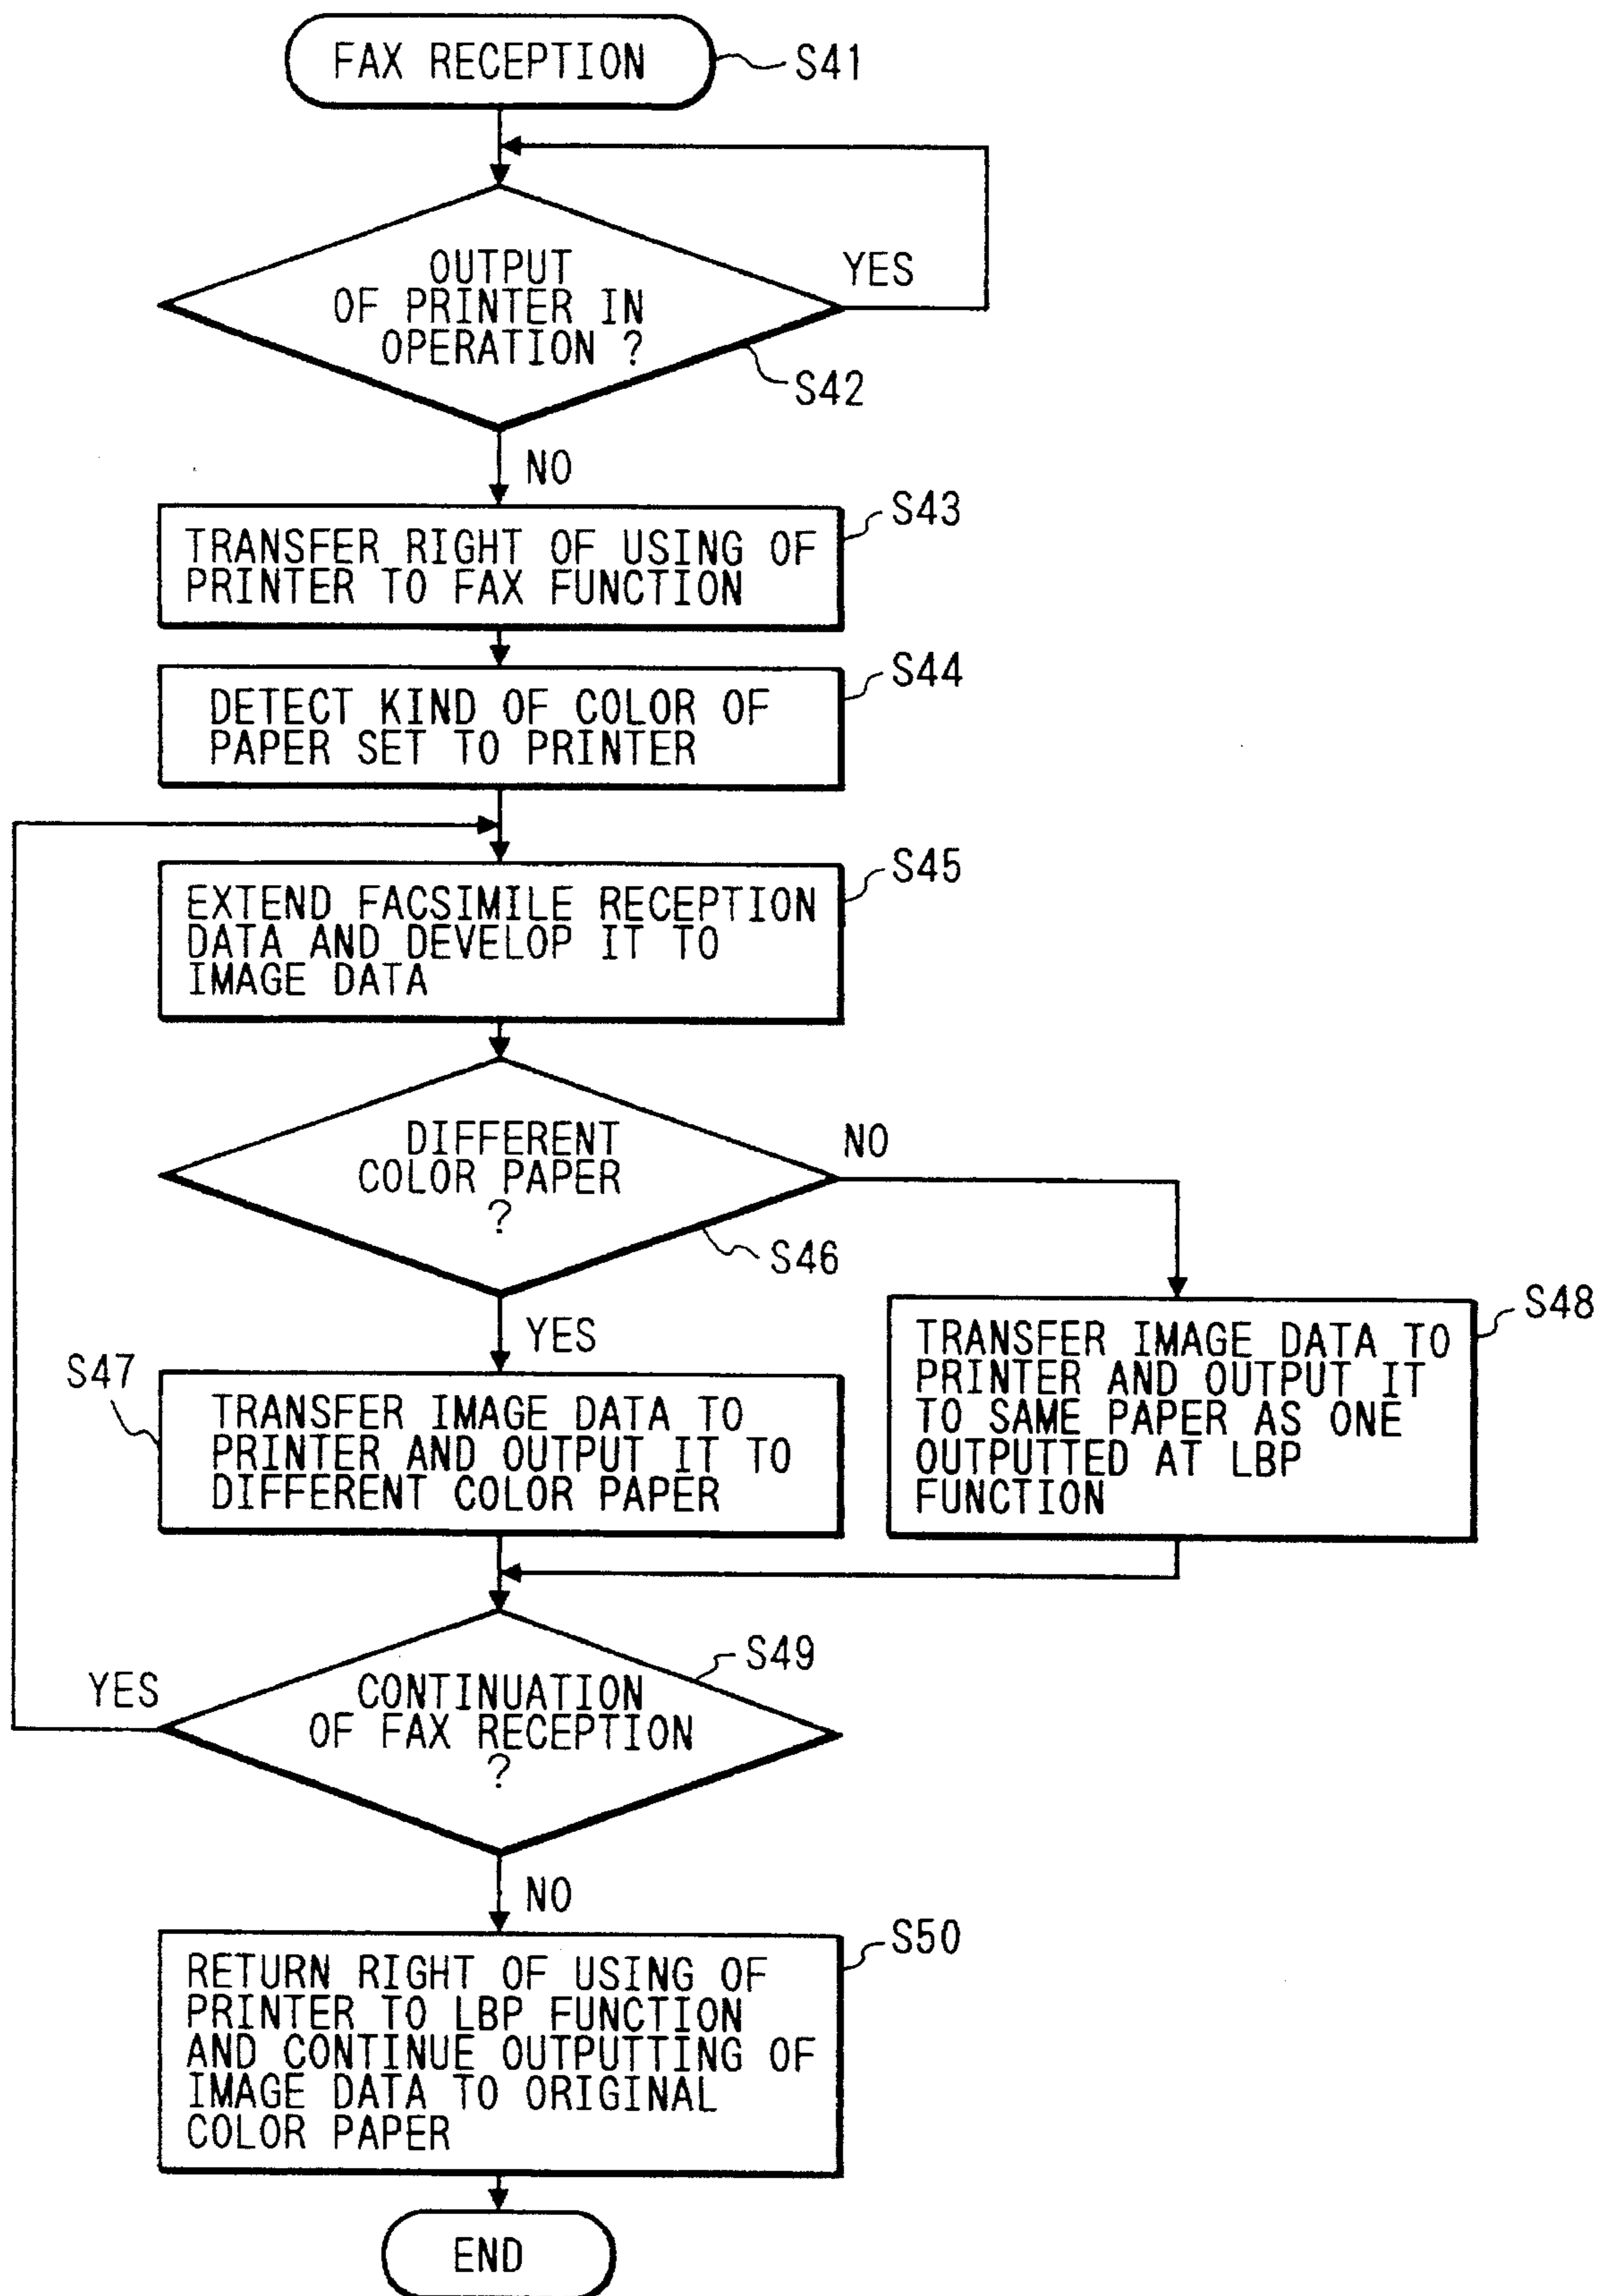 FAX RECEPTION
S41
OUTPUT
OF PRINTER IN
OPERATION ?
YES
S42
NO
S43
TRANSFER RIGHT OF USING OF
PRINTER TO FAX FUNCTION
S44
DETECT KIND OF COLOR OF
PAPER SET TO PRINTER
S45
EXTEND FACSIMILE RECEPTION
DATA AND DEVELOP IT TO
IMAGE DATA
DIFFERENT
COLOR PAPER
?
NO
S46
YES
S47
TRANSFER IMAGE DATA TO
PRINTER AND OUTPUT IT TO
DIFFERENT COLOR PAPER
S48
TRANSFER IMAGE DATA TO
PRINTER AND OUTPUT IT
TO SAME PAPER AS ONE
OUTPUTTED AT LBP
FUNCTION
S49
CONTINUATION
OF FAX RECEPTION
?
YES
NO
S50
RETURN RIGHT OF USING OF
PRINTER TO LBP FUNCTION
AND CONTINUE OUTPUTTING OF
IMAGE DATA TO ORIGINAL
COLOR PAPER
END